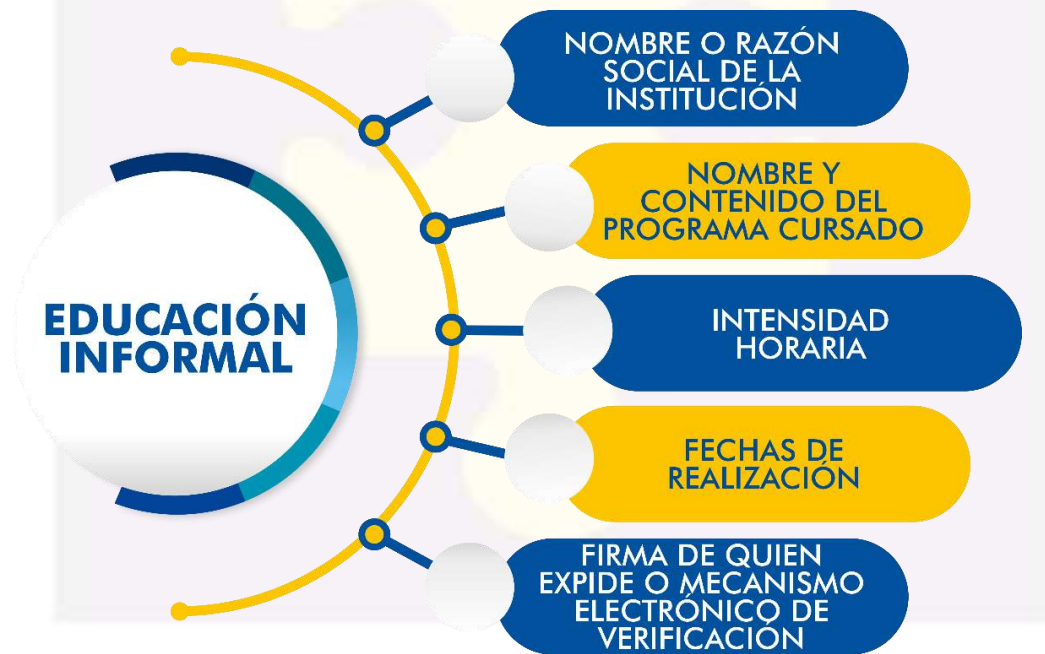 EDUCACIÓN
INFORMAL
NOMBRE O RAZÓN
SOCIAL DE LA
INSTITUCIÓN
NOMBRE Y
CONTENIDO DEL
PROGRAMA CURSADO
INTENSIDAD
HORARIA
FECHAS DE
REALIZACIÓN
FIRMA DE QUIEN
EXPIDE O MECANISMO
ELECTRÓNICO DE
VERIFICACIÓN